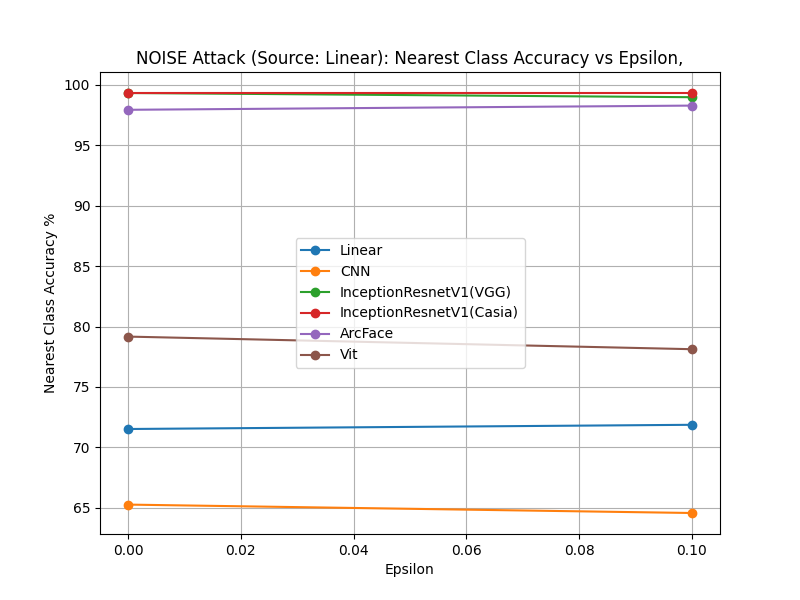 NOISE Attack (Source: Linear): Nearest Class Accuracy vs Epsilon,
100
95
90
85
80
75
70
65
Nearest Class Accuracy %
Linear
CNN
InceptionResnetV1(VGG)
InceptionResnetV1(Casia)
ArcFace
Vit
0.00 0.02 0.04 0.06 0.08 0.10
Epsilon